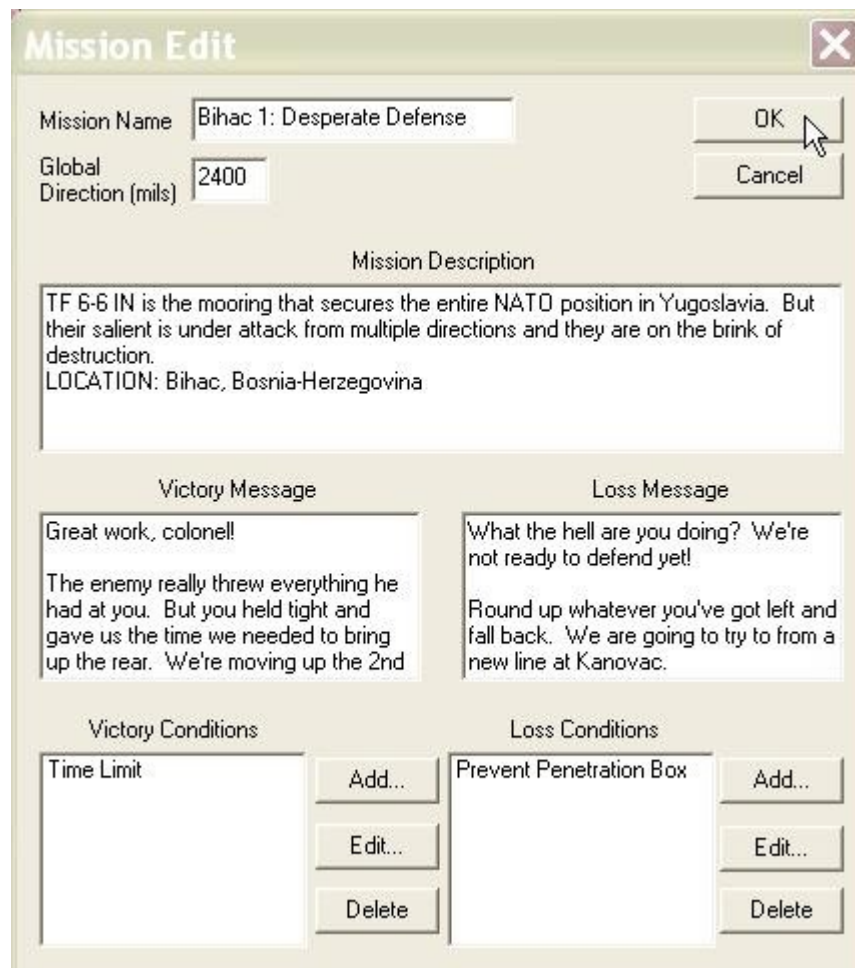 Mission Edit
Mission Name
Bihac 1: Desperate Defense
OK
Global
Direction (mils)
2400
Cancel
Mission Description
TF 6-6 IN is the mooring that secures the entire NATO position in Yugoslavia.  But
their salient is under attack from multiple directions and they are on the brink of
destruction.
LOCATION: Bihac, Bosnia-Herzegovina
Victory Message
Great work, colonel!
The enemy really threw everything he
had at you.  But you held tight and
gave us the time we needed to bring
up the rear.  We're moving up the 2nd
Loss Message
What the hell are you doing?  We're
not ready to defend yet!
Round up whatever you've got left and
fall back.  We are going to try to from a
new line at Kanovac.
Victory Conditions
Time Limit
Add...
Edit...
Delete
Loss Conditions
Prevent Penetration Box
Add...
Edit...
Delete